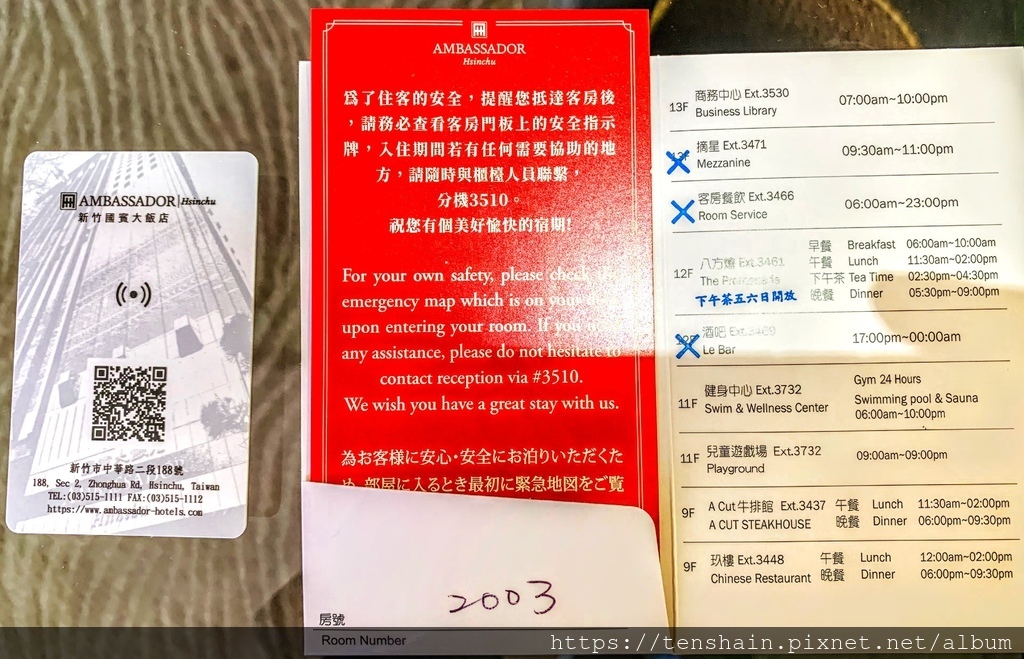 AMBASSADOR Hsinchu
新竹國賓大飯店
新竹市中華路二段188號
188, Sec 2, Zhonghua Rd, Hsinchu, Taiwan
TEL:(03)515-1111 FAX:(03)515-1112
https://www.ambassador-hotels.com
AMBASSADOR
Hsinchu
為了住客的安全，提醒您抵達客房後
，請務必查看客房門板上的安全指示
牌，入住期間若有任何需要協助的地
方，請隨時與櫃檯人員聯繫，
分機3510。
祝您有個美好愉快的宿期!
For your own safety, please check
emergency map which is on your
upon entering your room. If you
any assistance, please do not hesitate to
contact reception via #3510.
We wish you have a great stay with us.
為お客様に安心・安全にお泊りいただくた
め、部屋に入るとき最初に緊急地図をご覧
2003
房號
Room Number
13F 商務中心 Ext.3530 07:00am~10:00pm
Business Library
摘星 Ext.3471 09:30am~11:00pm
Mezzanine
客房餐飲 Ext.3466 06:00am~23:00pm
Room Service
12F 八方燴 Ext.3461
The
下午茶五六日開放
早餐 Breakfast 06:00am~10:00am
午餐 Lunch 11:30am~02:00pm
下午茶 Tea Time 02:30pm~04:30pm
晚餐 Dinner 05:30pm~09:00pm
酒吧 Ext.3469 17:00pm~00:00am
Le Bar
11F 健身中心 Ext.3732
Swim & Wellness Center
Gym 24 Hours
Swimming pool & Sauna
06:00am~10:00pm
11F 兒童遊戲場 Ext.3732 09:00am~09:00pm
Playground
9F A Cut牛排館 Ext.3437 午餐 Lunch 11:30am~02:00pm
A CUT STEAKHOUSE 晚餐 Dinner 06:00pm~09:30pm
9F 玖樓 Ext.3448 午餐 Lunch 12:00am~02:00pm
Chinese Restaurant 晚餐 Dinner 06:00pm~09:30pm
https://tenshain.pixnet.net/album